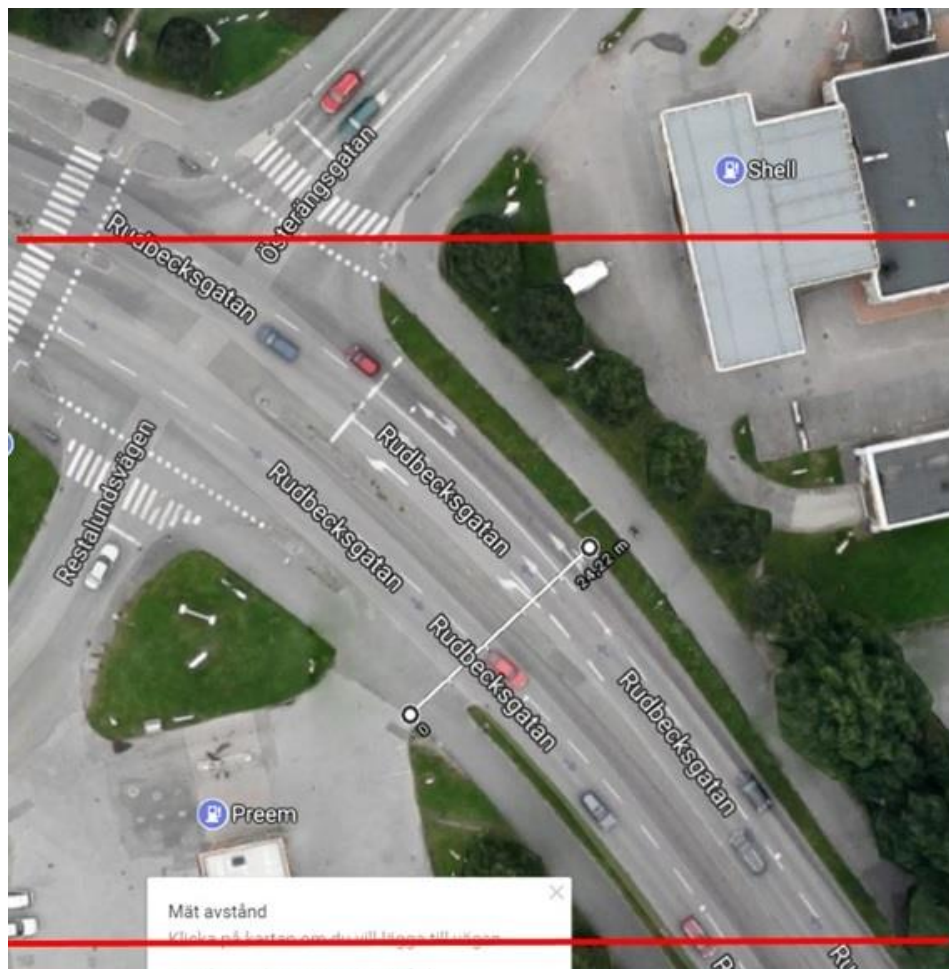 Österängsgatan
Shell
Rudbecksgatan
Restalundsvägen
Rudbecksgatan
Rudbecksgatan
24,22 m
Rudbecksgatan
Rudbecksgatan
0
Preem
Mät avstånd
Klicka på kartan om du vill lägga till vägen